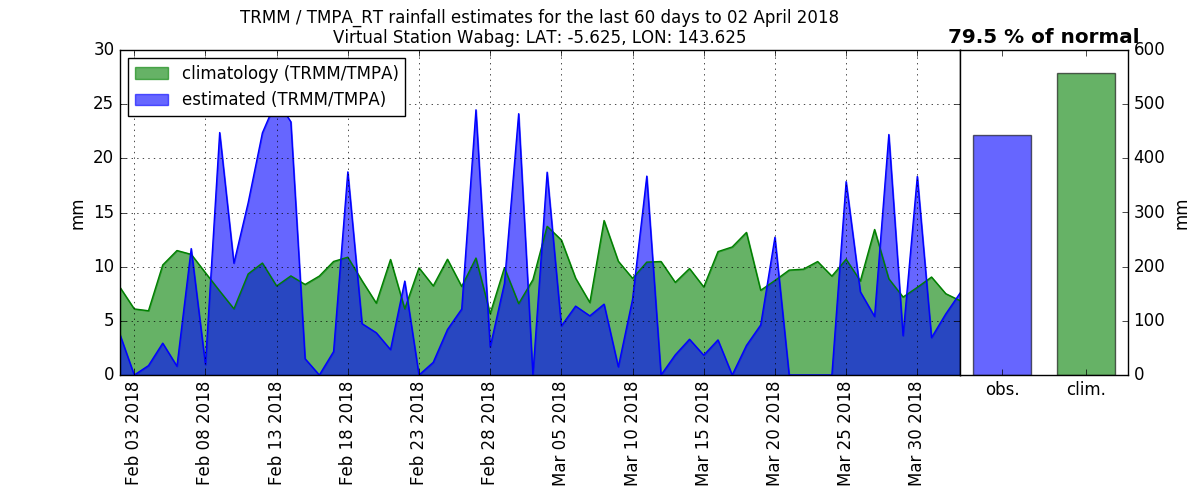 TRMM / TMPA_RT rainfall estimates for the last 60 days to 02 April 2018
Virtual Station Wabag: LAT: -5.625, LON: 143.625
79.5 % of normal
climatology (TRMM/TMPA)
estimated (TRMM/TMPA)
30
25
20
15
10
5
0
mm
Feb 03 2018
Feb 08 2018
Feb 13 2018
Feb 18 2018
Feb 23 2018
Feb 28 2018
Mar 05 2018
Mar 10 2018
Mar 15 2018
Mar 20 2018
Mar 25 2018
Mar 30 2018
obs.
clim.
600
500
400
300
200
100
0
mm